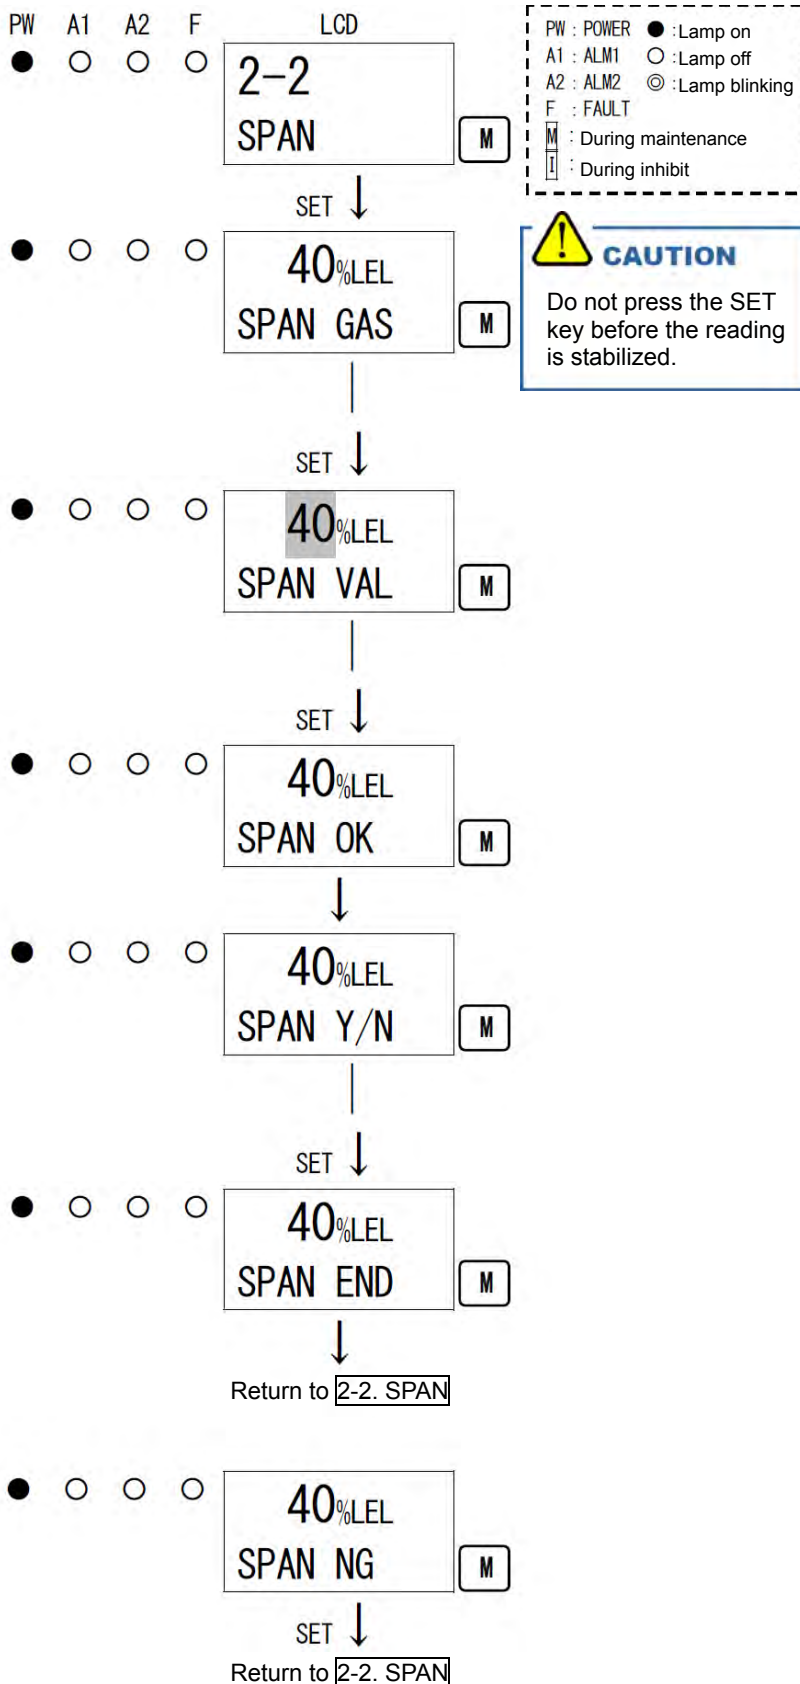 PW A1 A2 F LCD
● ○ ○ ○ 2-2
SPAN M
PW : POWER ● : Lamp on
A1 : ALM1 ○ : Lamp off
A2 : ALM2 ◎ : Lamp blinking
F : FAULT
M : During maintenance
I : During inhibit
SET ↓
● ○ ○ ○ 40%LEL
SPAN GAS M
CAUTION
Do not press the SET
key before the reading
is stabilized.
SET ↓
● ○ ○ ○ 40%LEL
SPAN VAL M
SET ↓
● ○ ○ ○ 40%LEL
SPAN OK M
↓
● ○ ○ ○ 40%LEL
SPAN Y/N M
SET ↓
● ○ ○ ○ 40%LEL
SPAN END M
↓
Return to 2-2. SPAN
● ○ ○ ○ 40%LEL
SPAN NG M
SET ↓
Return to 2-2. SPAN